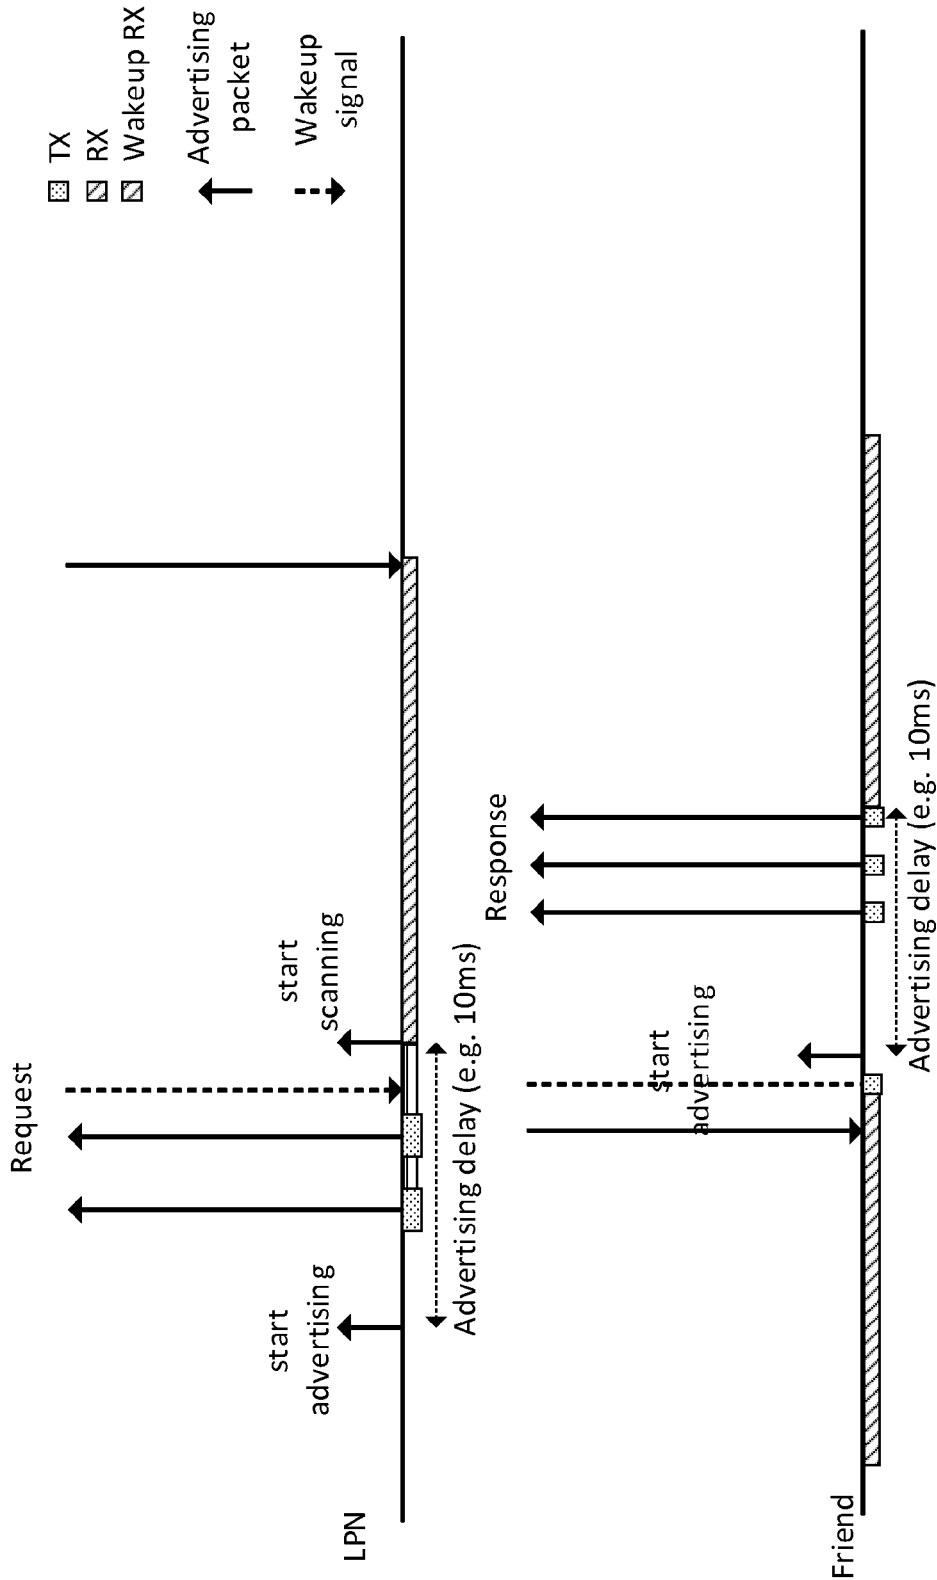 TX
RX
Wakeup RX
Advertising
packet
Wakeup
signal
Request
start
advertising
start
scanning
LPN
Advertising delay (e.g. 10ms)
Response
start
advertising
Friend
Advertising delay (e.g. 10ms)